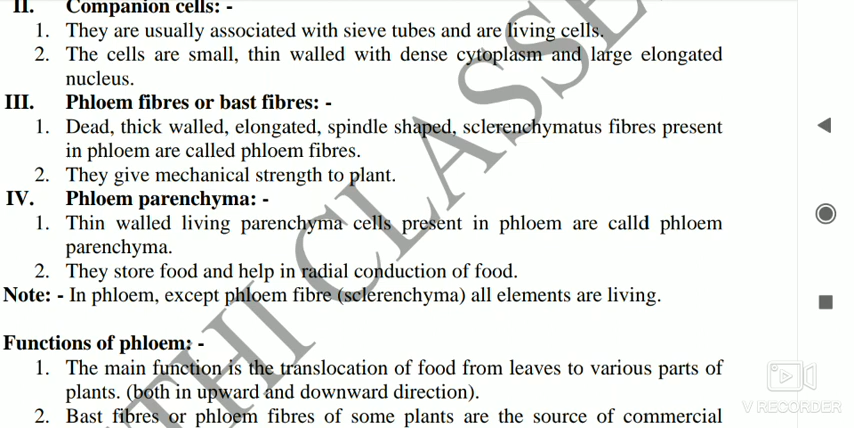 II. Companion cells: -
1. They are usually associated with sieve tubes and are living cells.
2. The cells are small, thin walled with dense cytoplasm and large elongated
nucleus.
III. Phloem fibres or bast fibres: -
1. Dead, thick walled, elongated, spindle shaped, sclerenchymatus fibres present
in phloem are called phloem fibres.
2. They give mechanical strength to plant.
IV. Phloem parenchyma: -
1. Thin walled living parenchyma cells present in phloem are calld phloem
parenchyma.
2. They store food and help in radial conduction of food.
Note: - In phloem, except phloem fibre (sclerenchyma) all elements are living.
Functions of phloem: -
1. The main function is the translocation of food from leaves to various parts of
plants. (both in upward and downward direction).
2. Bast fibres or phloem fibres of some plants are the source of commercial
THI CLASSE
V RECORDER